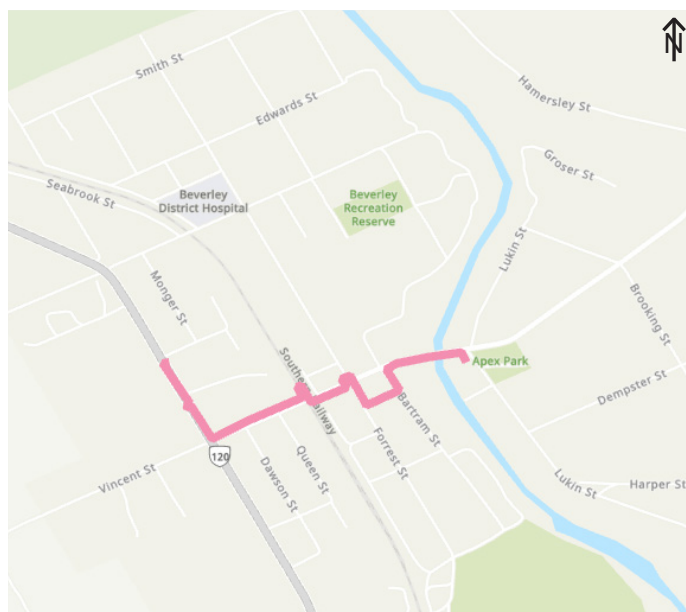 N
Smith St
Hamersley St
Edwards St
Groser St
Seabrook St
Beverley
District Hospital
Beverley
Recreation
Reserve
Lukin St
Monger St
Brooking St
Southern Railway
Apex Park
Dempster St
Bartram St
Forrest St
120
Vincent St
Queen St
Dawson St
Lukin St
Harper St